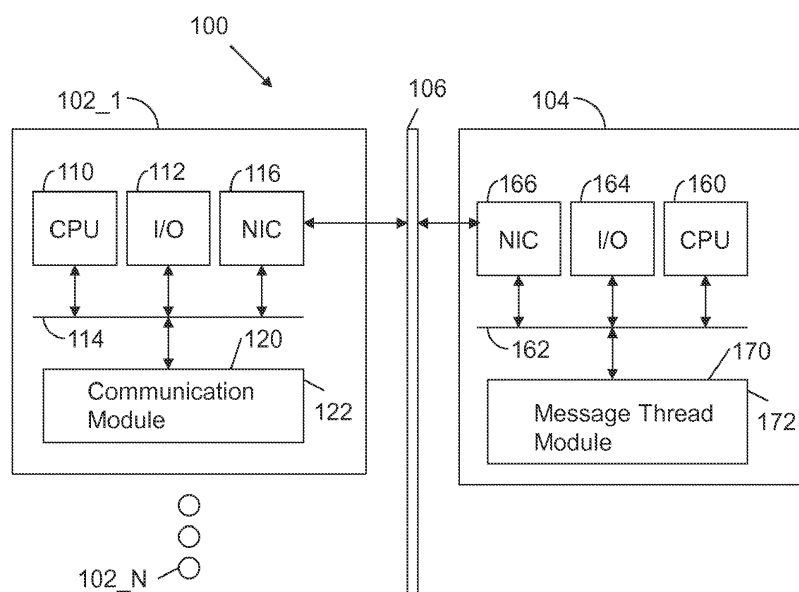 100
102_1
106
104
110
112
116
166
164
160
CPU
I/O
NIC
NIC
I/O
CPU
114
120
162
170
Communication
Module
122
Message Thread
Module
172
102_N